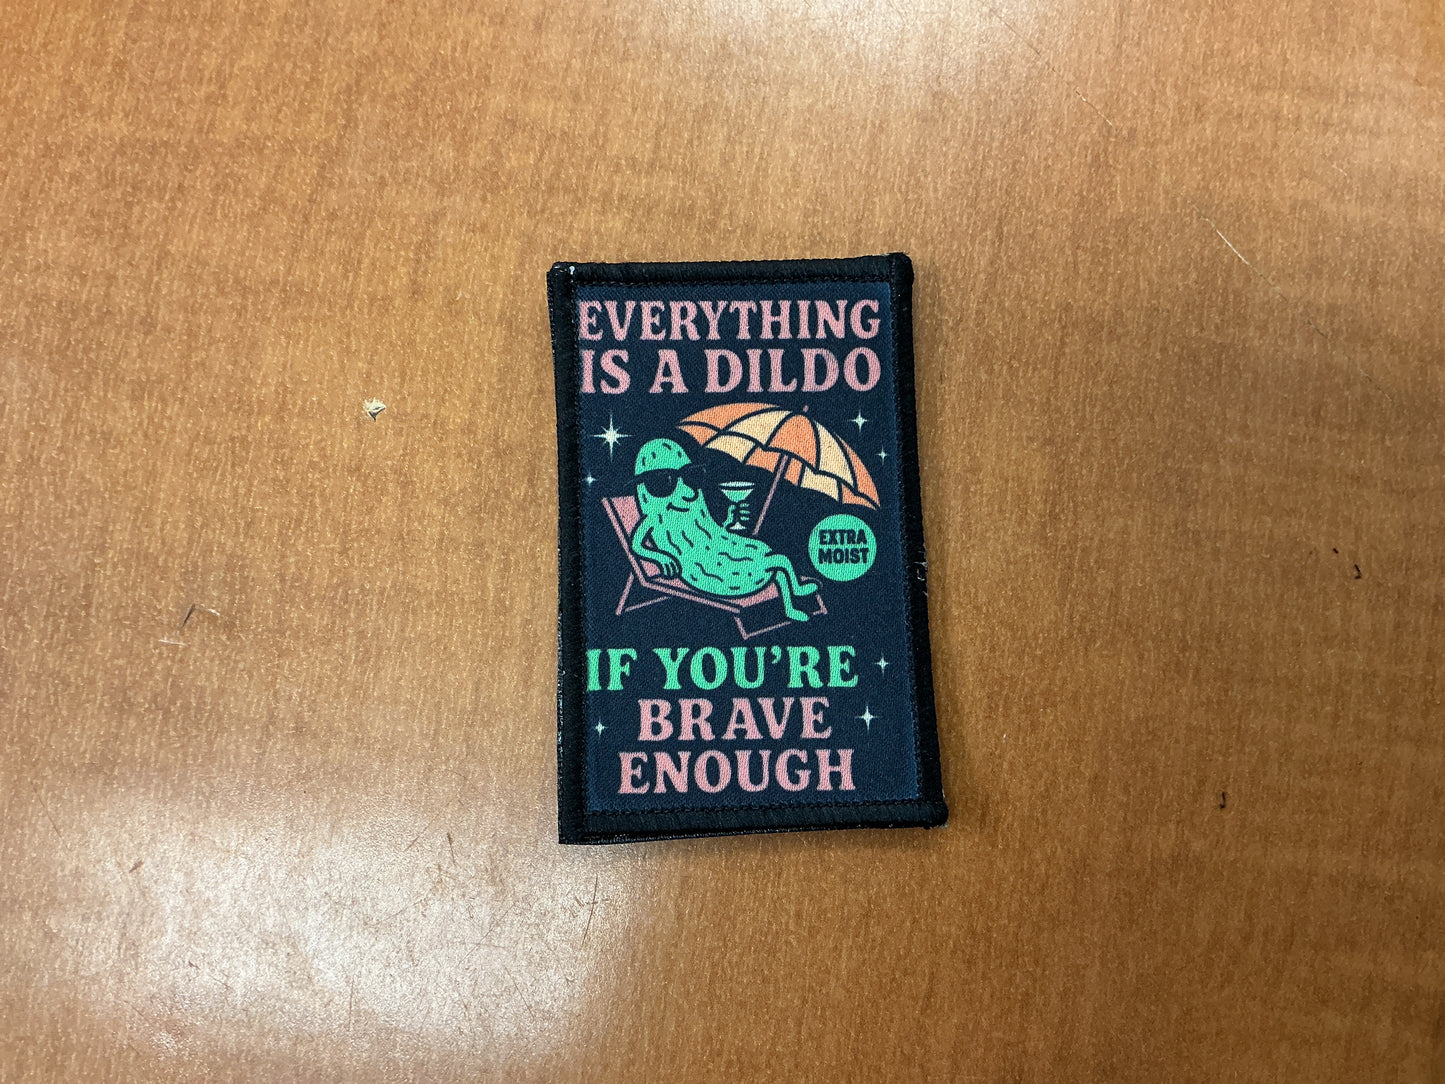 EVERYTHING
IS A DILDO
EXTRA
MOIST
IF YOU'RE
BRAVE
ENOUGH